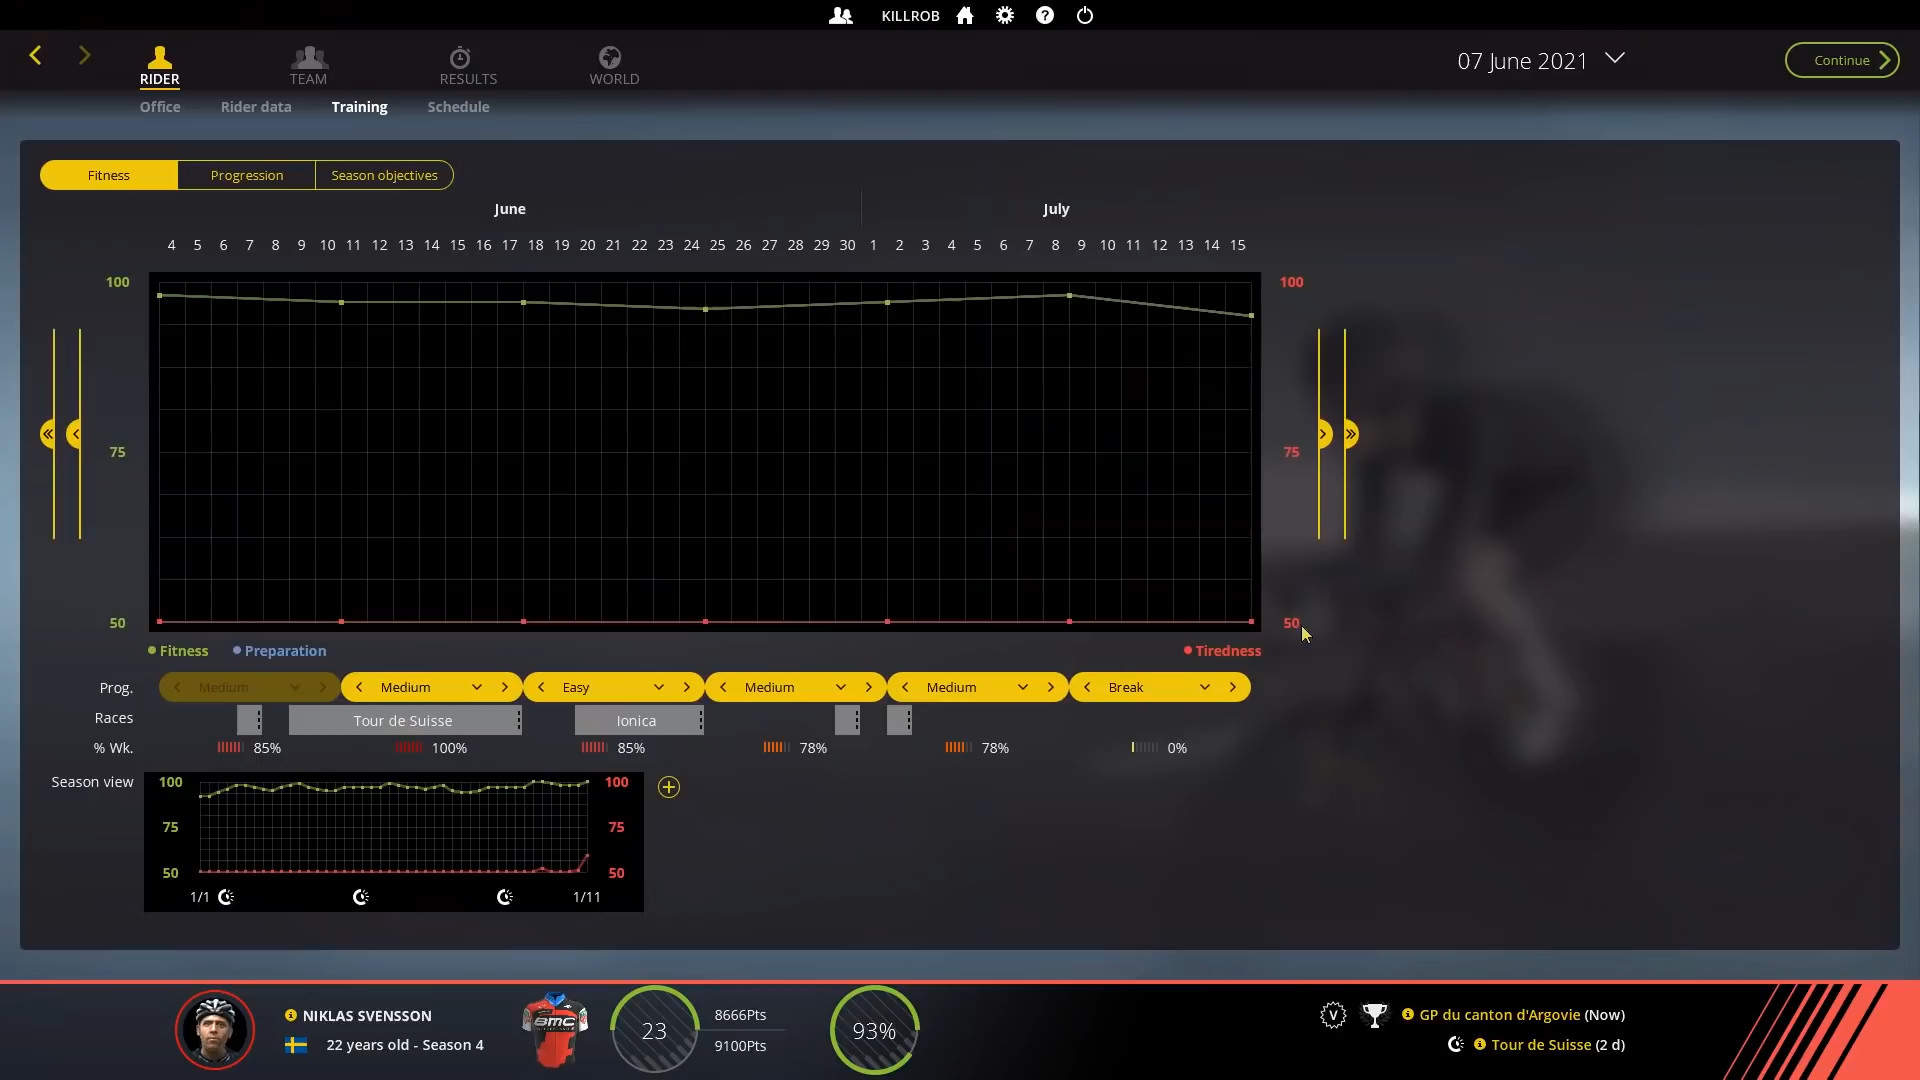 KILLROB ?
RIDER TEAM RESULTS WORLD 07 June 2021 Continue
Office Rider data Training Schedule
Fitness Progression Season objectives
June July
4 5 6 7 8 9 10 11 12 13 14 15 16 17 18 19 20 21 22 23 24 25 26 27 28 29 30 1 2 3 4 5 6 7 8 9 10 11 12 13 14 15
100 100
75 75
50 50
Fitness Preparation Tiredness
Prog. Medium Medium Easy Medium Medium Break
Races Tour de Suisse Ionica
% Wk. 85% 100% 85% 78% 78% 0%
Season view 100 100
75 75
50 50
1/1 1/11
NIKLAS SVENSSON
22 years old - Season 4
BMC
23
8666Pts
9100Pts
93%
V GP du canton d'Argovie (Now)
Tour de Suisse (2 d)